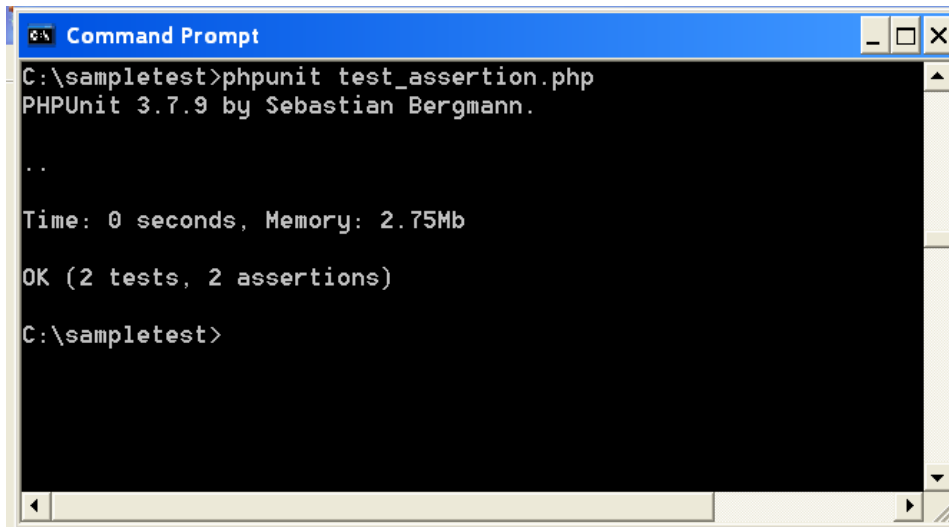 Command Prompt
C:\sampletest>phpunit test_assertion.php
PHPUnit 3.7.9 by Sebastian Bergmann.
..
Time: 0 seconds, Memory: 2.75Mb
OK (2 tests, 2 assertions)
C:\sampletest>